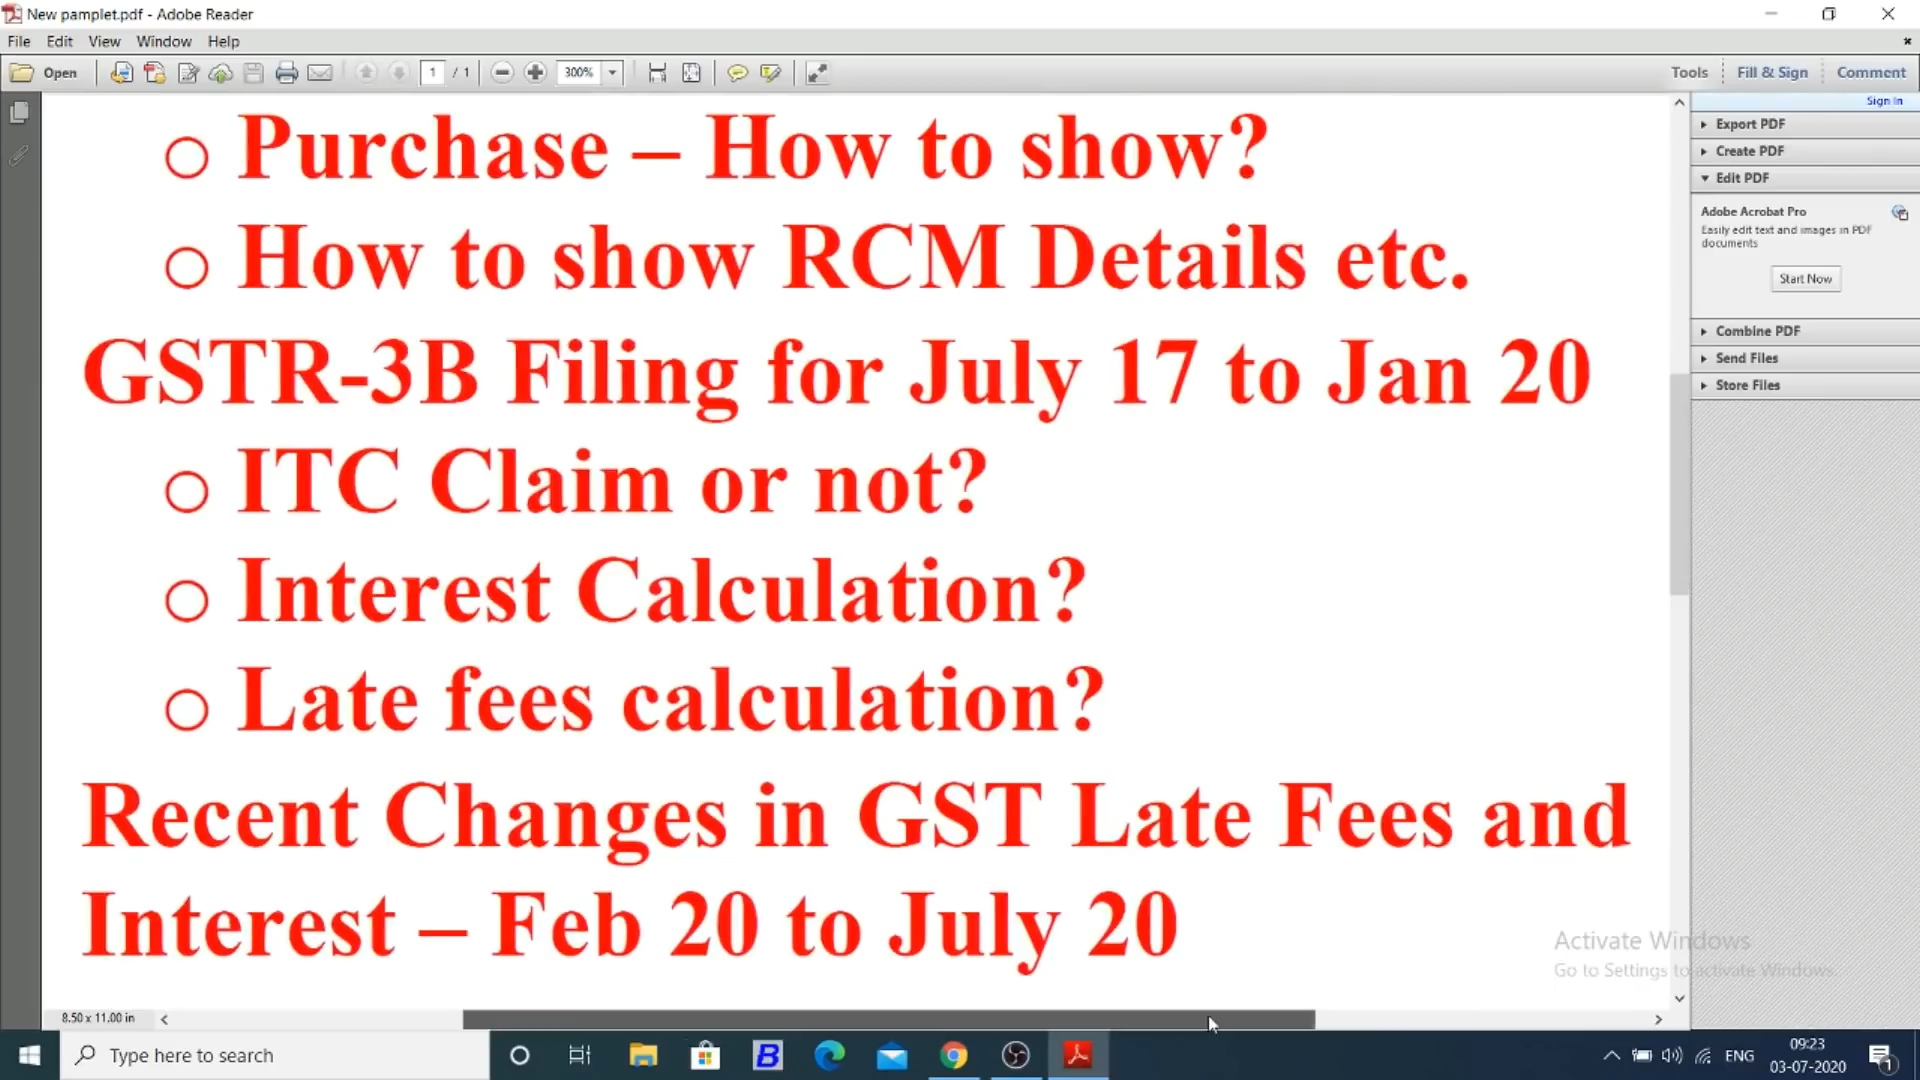 New pamplet.pdf - Adobe Reader
File Edit View Window Help
Open 1 / 1 300% Tools Fill & Sign Comment
Sign In
Export PDF
Create PDF
Edit PDF
Adobe Acrobat Pro
Easily edit text and images in PDF
documents
Start Now
Combine PDF
Send Files
Store Files
o Purchase – How to show?
o How to show RCM Details etc.
GSTR-3B Filing for July 17 to Jan 20
o ITC Claim or not?
o Interest Calculation?
o Late fees calculation?
Recent Changes in GST Late Fees and
Interest – Feb 20 to July 20
Activate Windows
Go to Settings to activate Windows.
8.50 x 11.00 in
Type here to search
B
ENG
09:23
03-07-2020
1